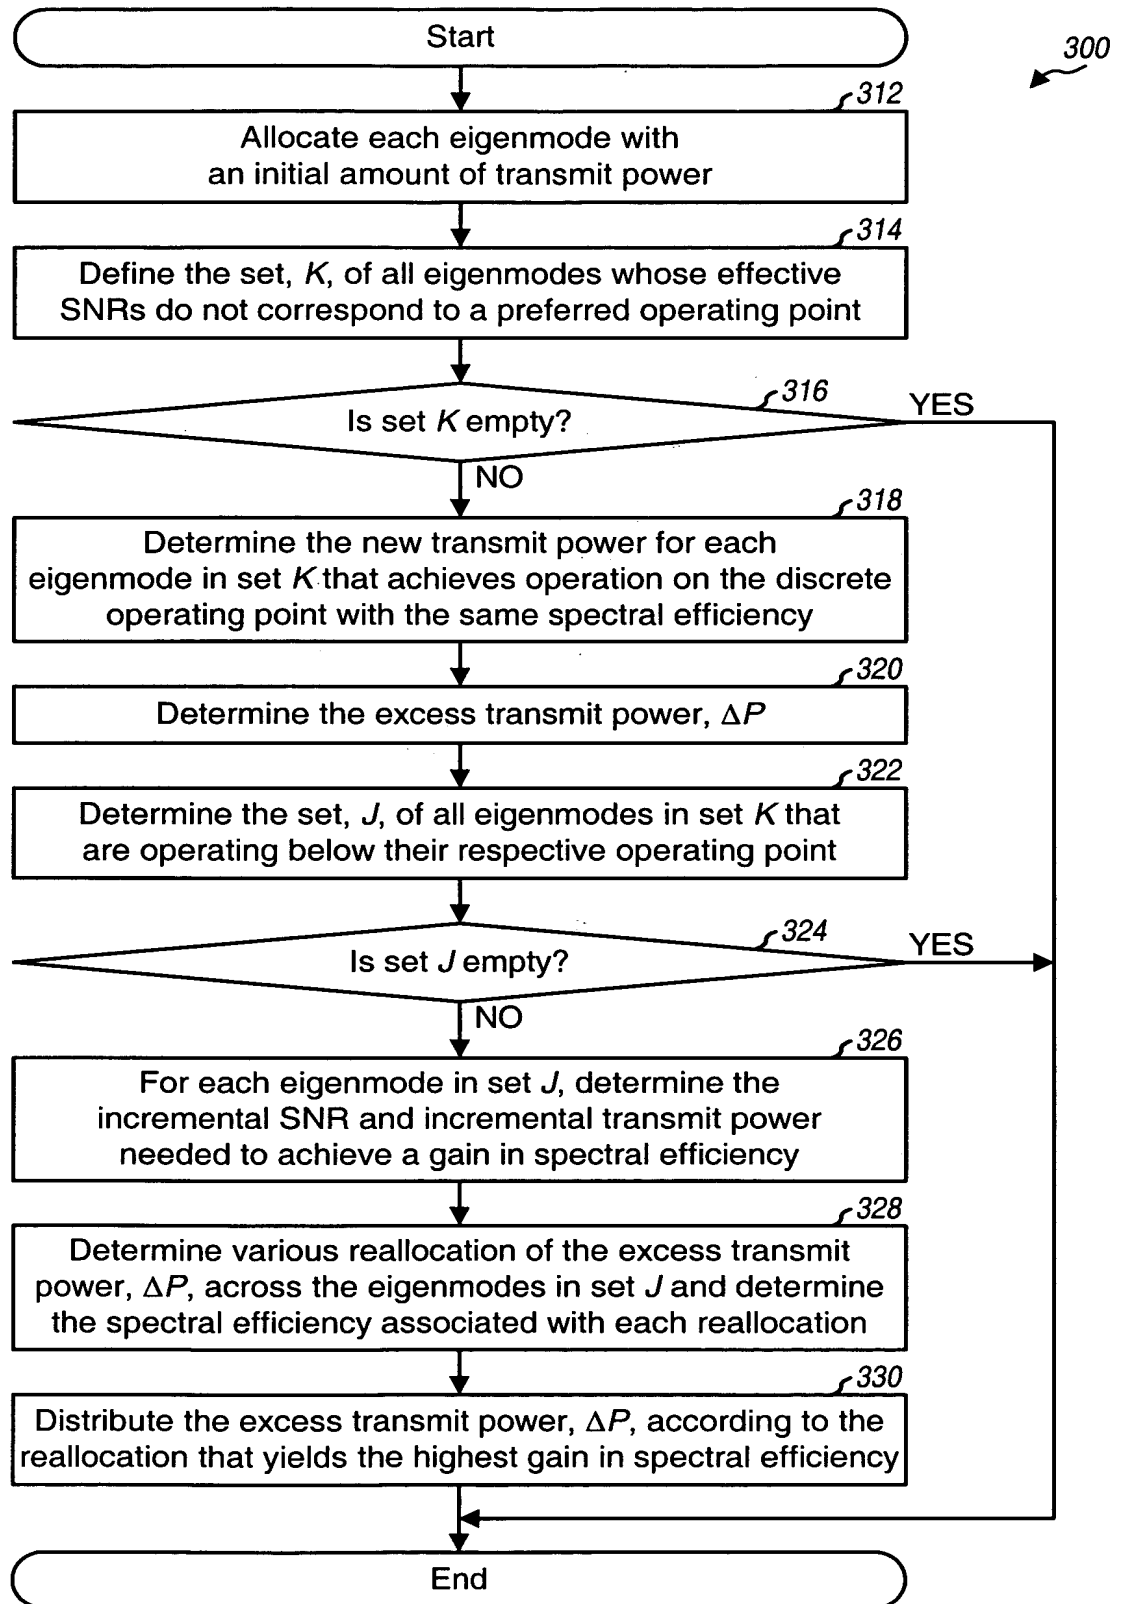 Start
300
312
Allocate each eigenmode with
an initial amount of transmit power
314
Define the set, K, of all eigenmodes whose effective
SNRs do not correspond to a preferred operating point
316
Is set K empty?
YES
NO
318
Determine the new transmit power for each
eigenmode in set K that achieves operation on the discrete
operating point with the same spectral efficiency
320
Determine the excess transmit power, ΔP
322
Determine the set, J, of all eigenmodes in set K that
are operating below their respective operating point
324
Is set J empty?
YES
NO
326
For each eigenmode in set J, determine the
incremental SNR and incremental transmit power
needed to achieve a gain in spectral efficiency
328
Determine various reallocation of the excess transmit
power, ΔP, across the eigenmodes in set J and determine
the spectral efficiency associated with each reallocation
330
Distribute the excess transmit power, ΔP, according to the
reallocation that yields the highest gain in spectral efficiency
End